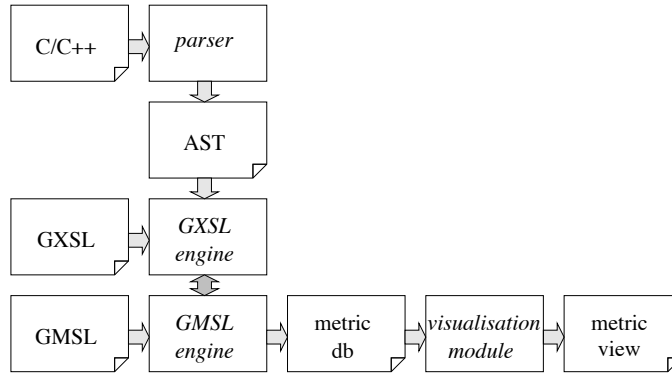 C/C++
parser
AST
GXSL
GXSL
engine
GMSL
GMSL
engine
metric
db
visualisation
module
metric
view